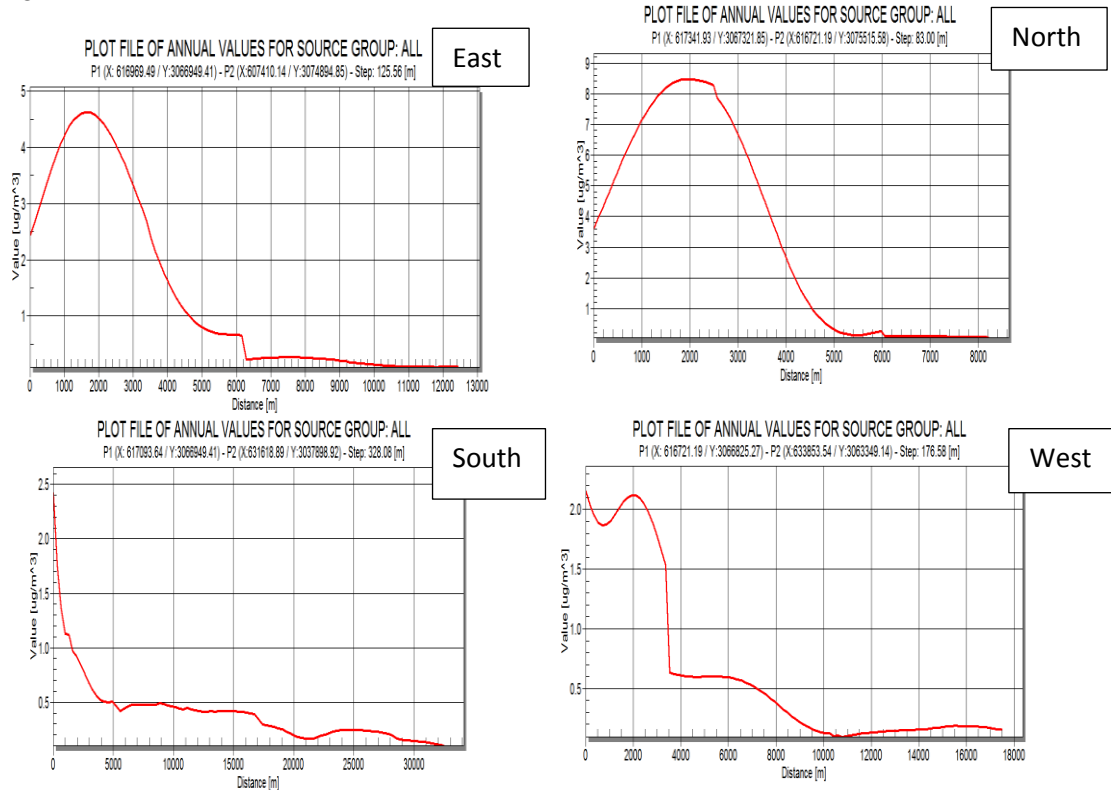 PLOT FILE OF ANNUAL VALUES FOR SOURCE GROUP: ALL
P1 (X: 616969.49 / Y:3066949.41) - P2 (X:607410.14 / Y:3074894.85) - Step: 125.56 [m]
East
Value [ug/m^3]
5
4
3
2
1
0 1000 2000 3000 4000 5000 6000 7000 8000 9000 10000 11000 12000 13000
Distance [m]
PLOT FILE OF ANNUAL VALUES FOR SOURCE GROUP: ALL
P1 (X: 617341.93 / Y:3067321.85) - P2 (X:616721.19 / Y:3075515.58) - Step: 83.00 [m]
North
Value [ug/m^3]
9
8
7
6
5
4
3
2
1
0 1000 2000 3000 4000 5000 6000 7000 8000
Distance [m]
PLOT FILE OF ANNUAL VALUES FOR SOURCE GROUP: ALL
P1 (X: 617093.64 / Y:3066949.41) - P2 (X:631618.89 / Y:3037898.92) - Step: 328.08 [m]
South
Value [ug/m^3]
2.5
2.0
1.5
1.0
0.5
0 5000 10000 15000 20000 25000 30000
Distance [m]
PLOT FILE OF ANNUAL VALUES FOR SOURCE GROUP: ALL
P1 (X: 616721.19 / Y:3066825.27) - P2 (X:633853.54 / Y:3063349.14) - Step: 176.58 [m]
West
Value [ug/m^3]
2.0
1.5
1.0
0.5
0 2000 4000 6000 8000 10000 12000 14000 16000 18000
Distance [m]